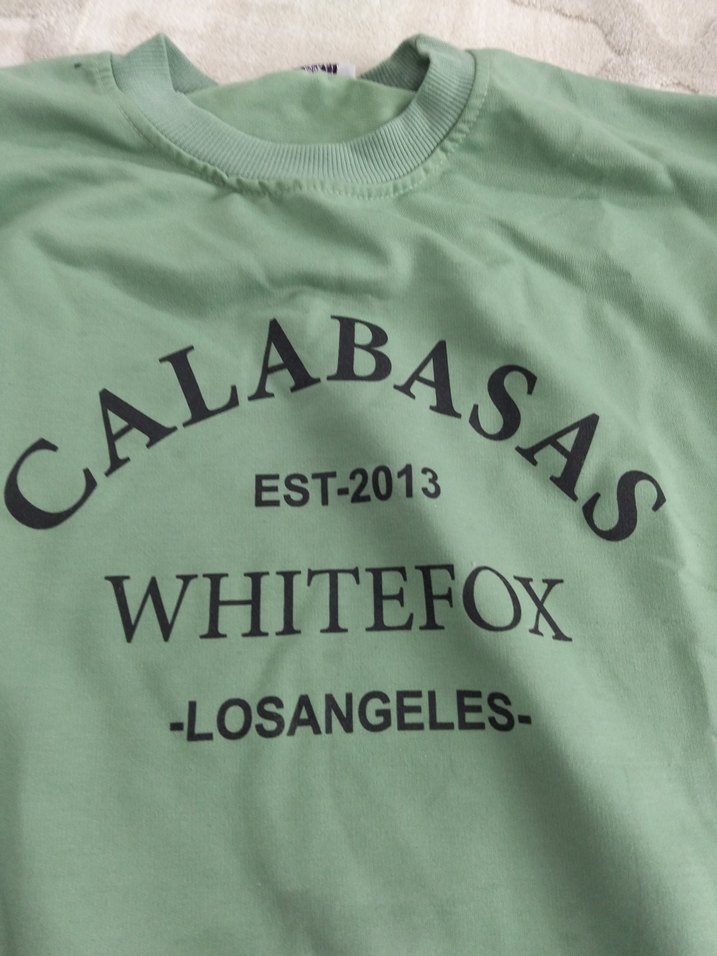 CALABASAS
EST-2013
WHITEFOX
-LOSANGELES-